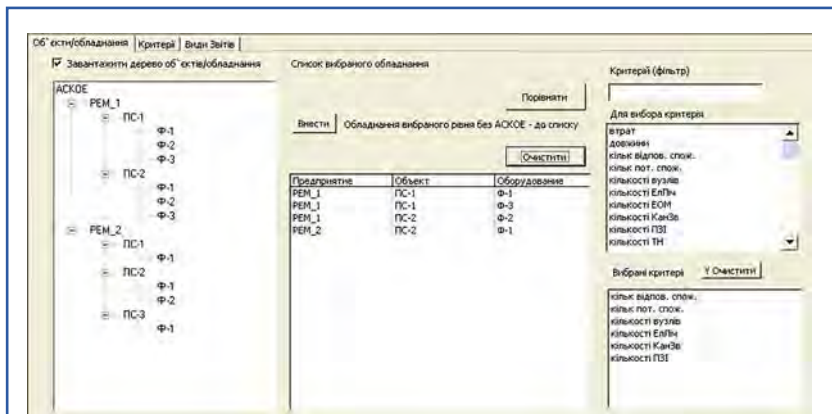 Об`єкти/обладнання Критерії Види Звітів
Завантажити дерево об`єктів/обладнання
АСКОЕ
РЕМ_1
ПС-1
Ф-1
Ф-2
Ф-3
ПС-2
Ф-1
Ф-2
Ф-3
РЕМ_2
ПС-1
Ф-1
ПС-2
Ф-1
Ф-2
ПС-3
Ф-1
Список вибраного обладнання
Порівняти
Внести Обладнання вибраного рівня без АСКОЕ - до списку
Очистити
Предприятие Объект Оборудование
РЕМ_1 ПС-1 Ф-1
РЕМ_1 ПС-1 Ф-3
РЕМ_1 ПС-2 Ф-2
РЕМ_2 ПС-2 Ф-1
Критерій (фільтр)
Для вибора критерія
втрат
довжини
кільк відпов. спож.
кільк пот. спож.
кількості вузлів
кількості ЕлЛіч
кількості ЕОМ
кількості КанЗв
кількості ПЗІ
кількості ТН
Вибрані критерії Y Очистити
кільк відпов. спож.
кільк пот. спож.
кількості вузлів
кількості ЕлЛіч
кількості КанЗв
кількості ПЗІ